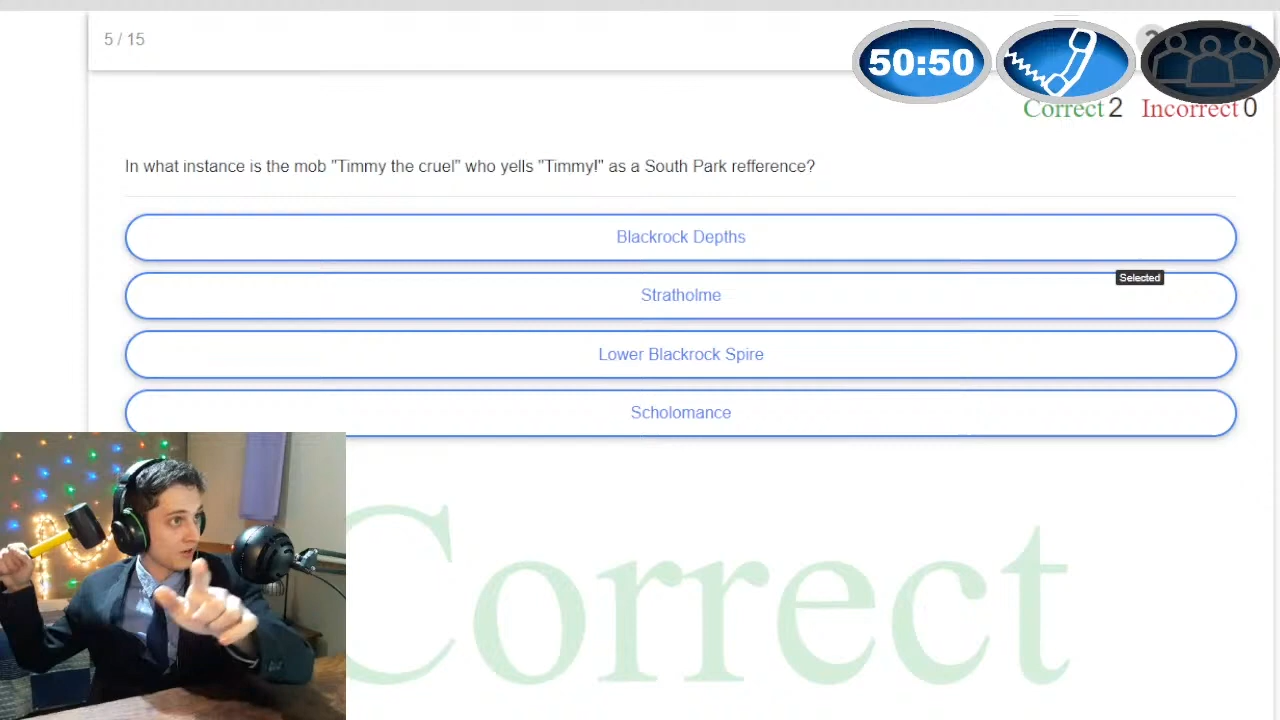 5 / 15
50:50
Correct 2 Incorrect 0
In what instance is the mob "Timmy the cruel" who yells "Timmy!" as a South Park refference?
Blackrock Depths
Selected
Stratholme
Lower Blackrock Spire
Scholomance
Correct